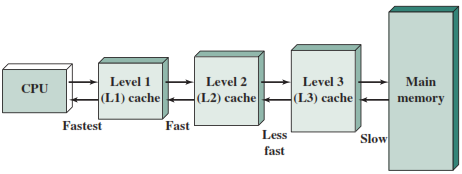 CPU
Level 1
(L1) cache
Level 2
(L2) cache
Level 3
(L3) cache
Main
memory
Fastest
Fast
Less
fast
Slow